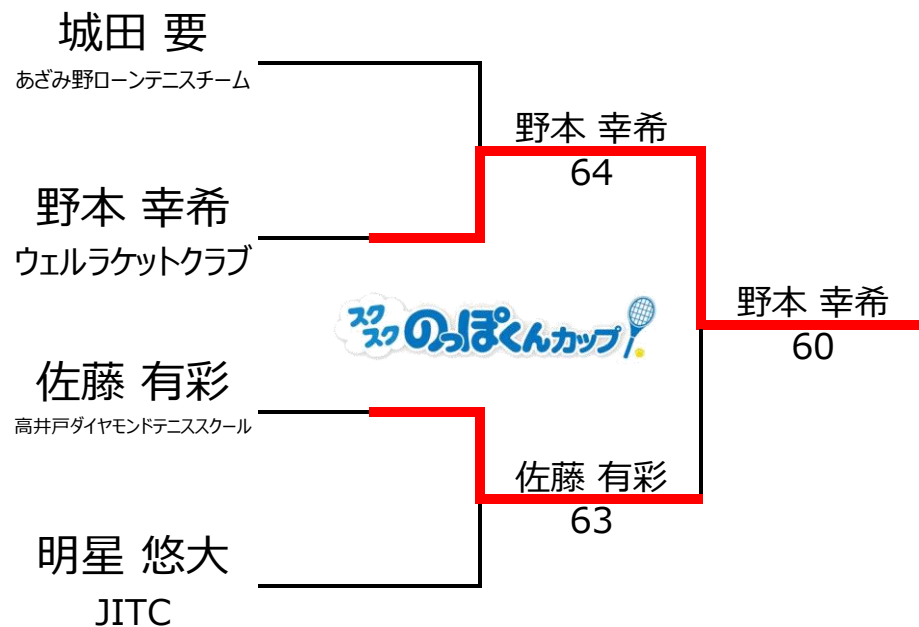 城田 要
あざみ野ローンテニスチーム
野本 幸希
64
野本 幸希
ウェルラケットクラブ
スクスクのっぽくんカップ
野本 幸希
60
佐藤 有彩
高井戸ダイヤモンドテニススクール
佐藤 有彩
63
明星 悠大
JITC